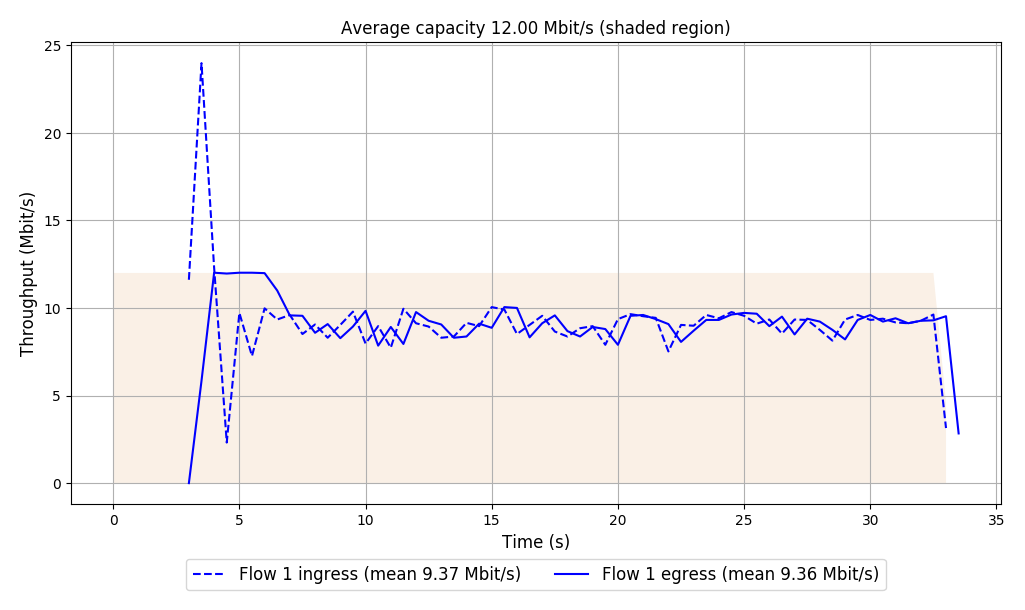 Average capacity 12.00 Mbit/s (shaded region)
25
20
15
10
5
0
Throughput (Mbit/s)
0 5 10 15 20 25 30 35
Time (s)
Flow 1 ingress (mean 9.37 Mbit/s) Flow 1 egress (mean 9.36 Mbit/s)